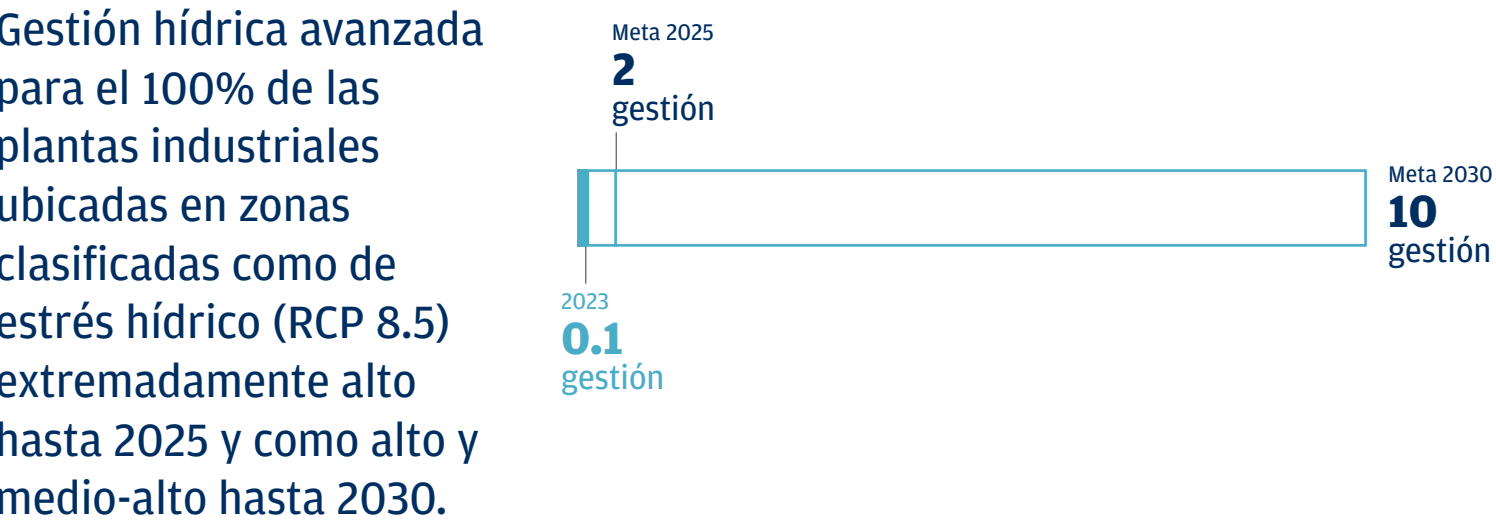 Gestión hídrica avanzada
para el 100% de las
plantas industriales
ubicadas en zonas
clasificadas como de
estrés hídrico (RCP 8.5)
extremadamente alto
hasta 2025 y como alto y
medio-alto hasta 2030.
Meta 2025
2
gestión
Meta 2030
10
gestión
2023
0.1
gestión